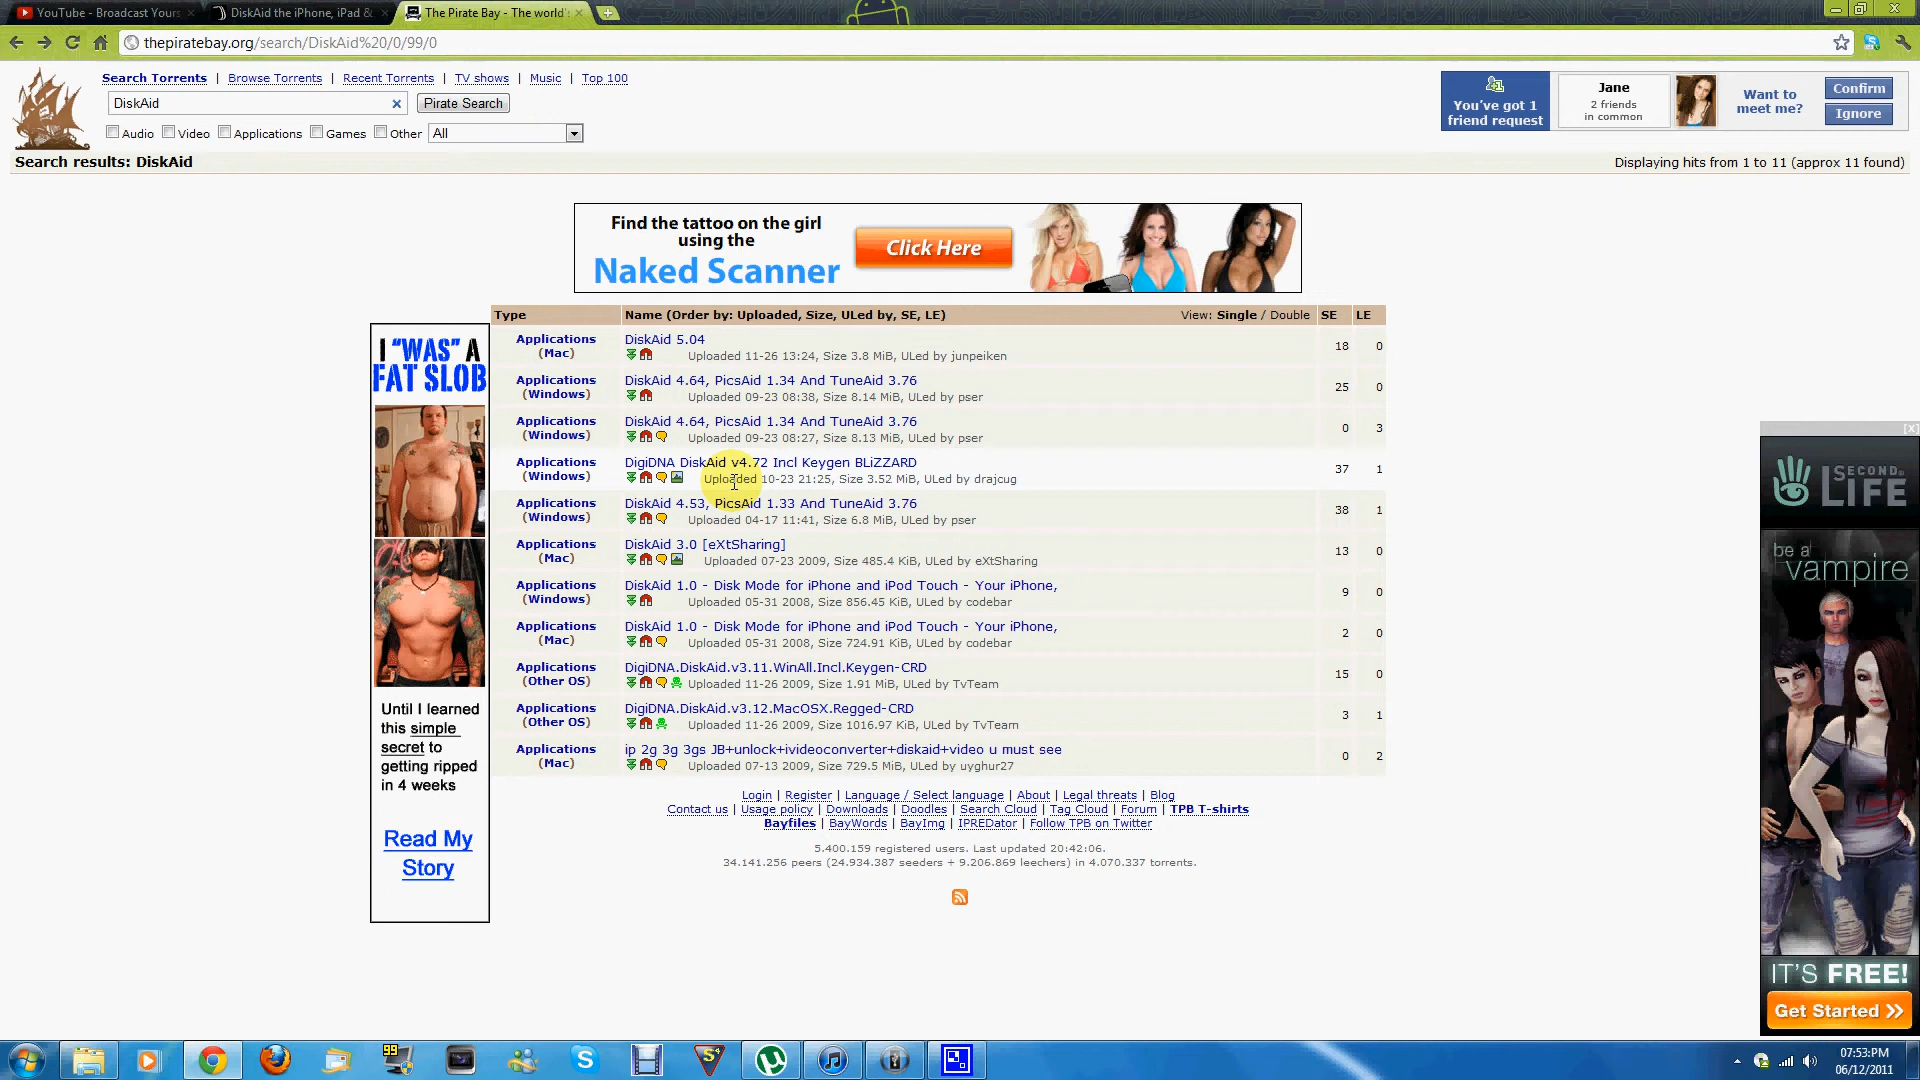 YouTube - Broadcast Yours
DiskAid the iPhone, iPad &
The Pirate Bay - The world's
thepiratebay.org/search/DiskAid%20/0/99/0
Search Torrents | Browse Torrents | Recent Torrents | TV shows | Music | Top 100
DiskAid
Pirate Search
Audio Video Applications Games Other All
You've got 1
friend request
Jane
2 friends
in common
Want to
meet me?
Confirm
Ignore
Search results: DiskAid
Displaying hits from 1 to 11 (approx 11 found)
Find the tattoo on the girl
using the
Naked Scanner
Click Here
Type Name (Order by: Uploaded, Size, ULed by, SE, LE) View: Single / Double SE LE
Applications
(Mac)
DiskAid 5.04
Uploaded 11-26 13:24, Size 3.8 MiB, ULed by junpeiken
18 0
Applications
(Windows)
DiskAid 4.64, PicsAid 1.34 And TuneAid 3.76
Uploaded 09-23 08:38, Size 8.14 MiB, ULed by pser
25 0
Applications
(Windows)
DiskAid 4.64, PicsAid 1.34 And TuneAid 3.76
Uploaded 09-23 08:27, Size 8.13 MiB, ULed by pser
0 3
Applications
(Windows)
DigiDNA DiskAid v4.72 Incl Keygen BLiZZARD
Uploaded 10-23 21:25, Size 3.52 MiB, ULed by drajcug
37 1
Applications
(Windows)
DiskAid 4.53, PicsAid 1.33 And TuneAid 3.76
Uploaded 04-17 11:41, Size 6.8 MiB, ULed by pser
38 1
Applications
(Mac)
DiskAid 3.0 [eXtSharing]
Uploaded 07-23 2009, Size 485.4 KiB, ULed by eXtSharing
13 0
Applications
(Windows)
DiskAid 1.0 - Disk Mode for iPhone and iPod Touch - Your iPhone,
Uploaded 05-31 2008, Size 856.45 KiB, ULed by codebar
9 0
Applications
(Mac)
DiskAid 1.0 - Disk Mode for iPhone and iPod Touch - Your iPhone,
Uploaded 05-31 2008, Size 724.91 KiB, ULed by codebar
2 0
Applications
(Other OS)
DigiDNA.DiskAid.v3.11.WinAll.Incl.Keygen-CRD
Uploaded 11-26 2009, Size 1.91 MiB, ULed by TvTeam
15 0
Applications
(Other OS)
DigiDNA.DiskAid.v3.12.MacOSX.Regged-CRD
Uploaded 11-26 2009, Size 1016.97 KiB, ULed by TvTeam
3 1
Applications
(Mac)
ip 2g 3g 3gs JB+unlock+ivideoconverter+diskaid+video u must see
Uploaded 07-13 2009, Size 729.5 MiB, ULed by uyghur27
0 2
I "WAS" A
FAT SLOB
Until I learned
this simple
secret to
getting ripped
in 4 weeks
Read My
Story
[X]
SECOND
LIFE
be a
vampire
IT'S FREE!
Get Started >>
Login | Register | Language / Select language | About | Legal threats | Blog
Contact us | Usage policy | Downloads | Doodles | Search Cloud | Tag Cloud | Forum | TPB T-shirts
Bayfiles | BayWords | BayImg | IPREDator | Follow TPB on Twitter
5.400.159 registered users. Last updated 20:42:06.
34.141.256 peers (24.934.387 seeders + 9.206.869 leechers) in 4.070.337 torrents.
99
07:53:PM
06/12/2011